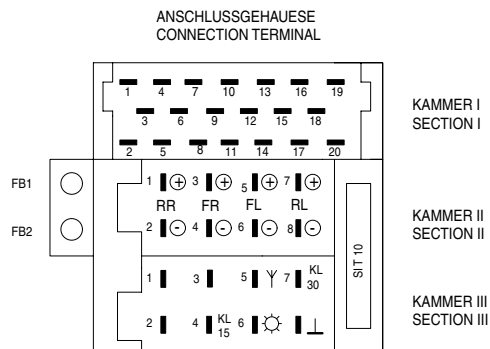 ANSCHLUSSGEHAUESE
CONNECTION TERMINAL
1 4 7 10 13 16 19
3 6 9 12 15 18
2 5 8 11 14 17 20
KAMMER I
SECTION I
FB1
1 + 3 + 5 + 7 +
RR FR FL RL
FB2
2 - 4 - 6 - 8 -
KAMMER II
SECTION II
SIT 10
1 3 5 7 KL
30
2 4 KL 6
15
KAMMER III
SECTION III